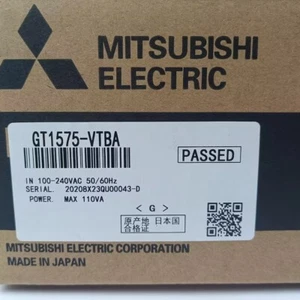 MITSUBISHI
ELECTRIC
GT1575-VTBA
PASSED
IN 100-240VAC 50/60Hz
SERIAL. 20208X23QU00043-D
POWER. MAX 110VA
< G >
原产地 日本国
合格证
MITSUBISHI ELECTRIC CORPORATION
MADE IN JAPAN